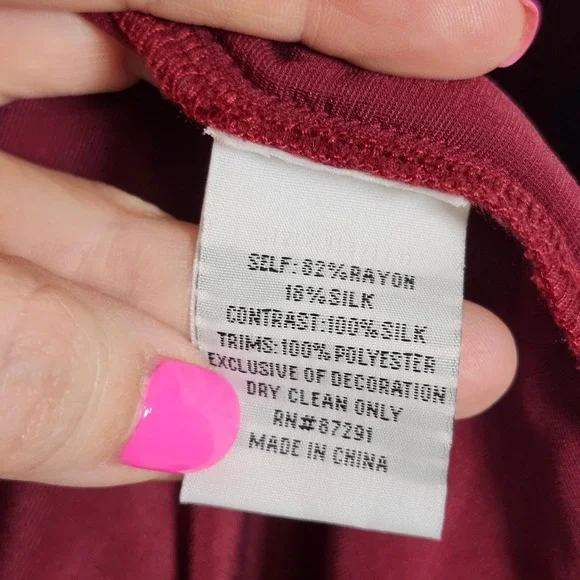 SELF: 82%RAYON
18%SILK
CONTRAST:100%SILK
TRIMS:100% POLYESTER
EXCLUSIVE OF DECORATION
DRY CLEAN ONLY
RN#87291
MADE IN CHINA